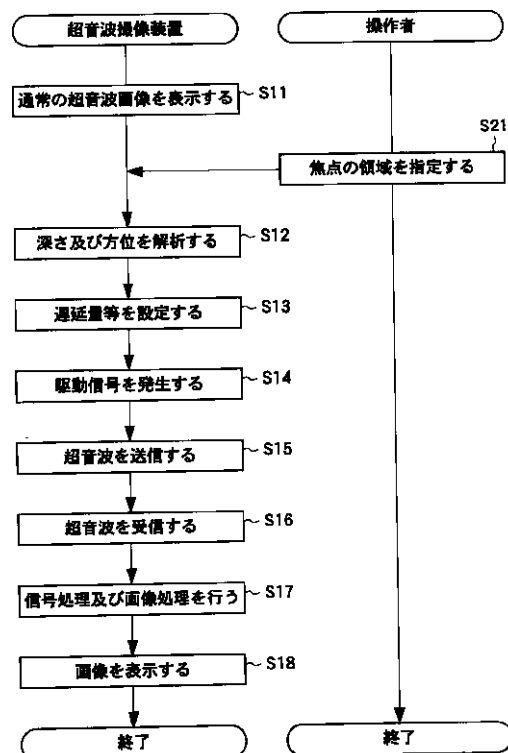 超音波撮像装置
操作者
通常の超音波画像を表示する
S11
S21
焦点の領域を指定する
深さ及び方位を解析する
S12
遅延量等を設定する
S13
駆動信号を発生する
S14
超音波を送信する
S15
超音波を受信する
S16
信号処理及び画像処理を行う
S17
画像を表示する
S18
終了
終了